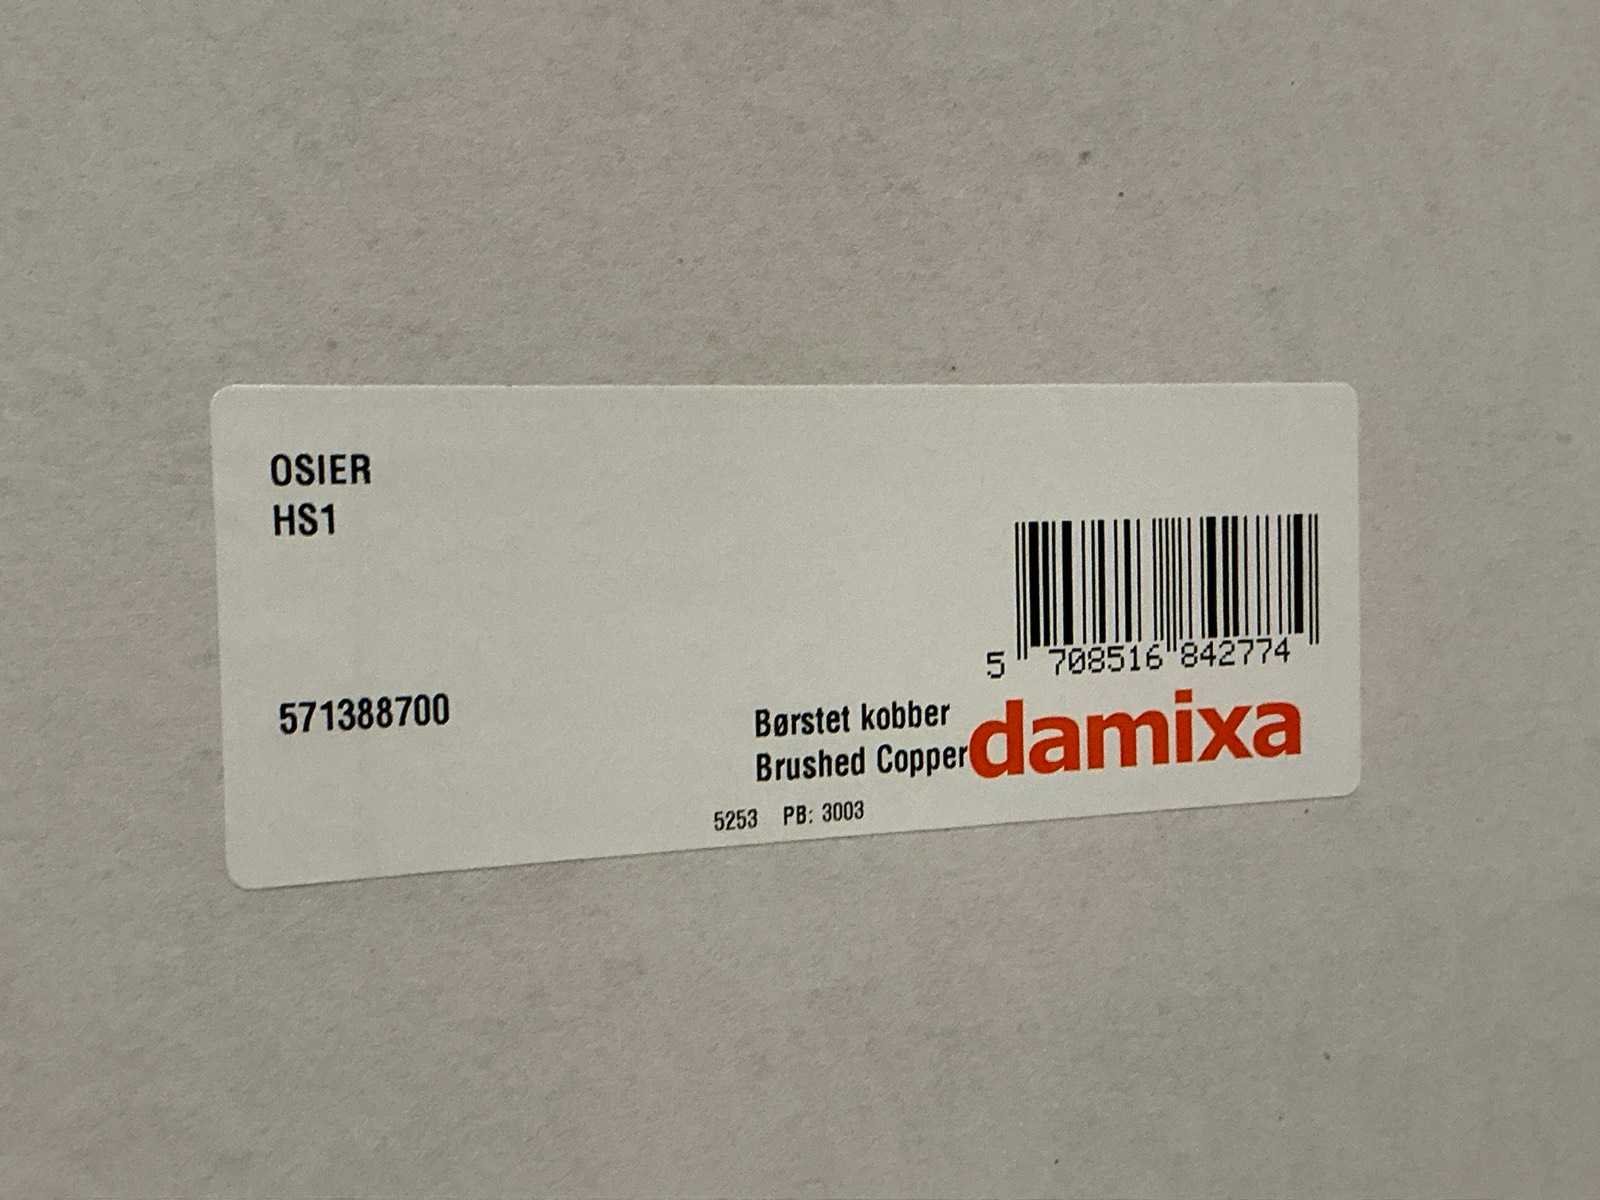 OSIER
HS1
5 708516 842774
571388700
Børstet kobber
Brushed Copper
damixa
5253 PB: 3003